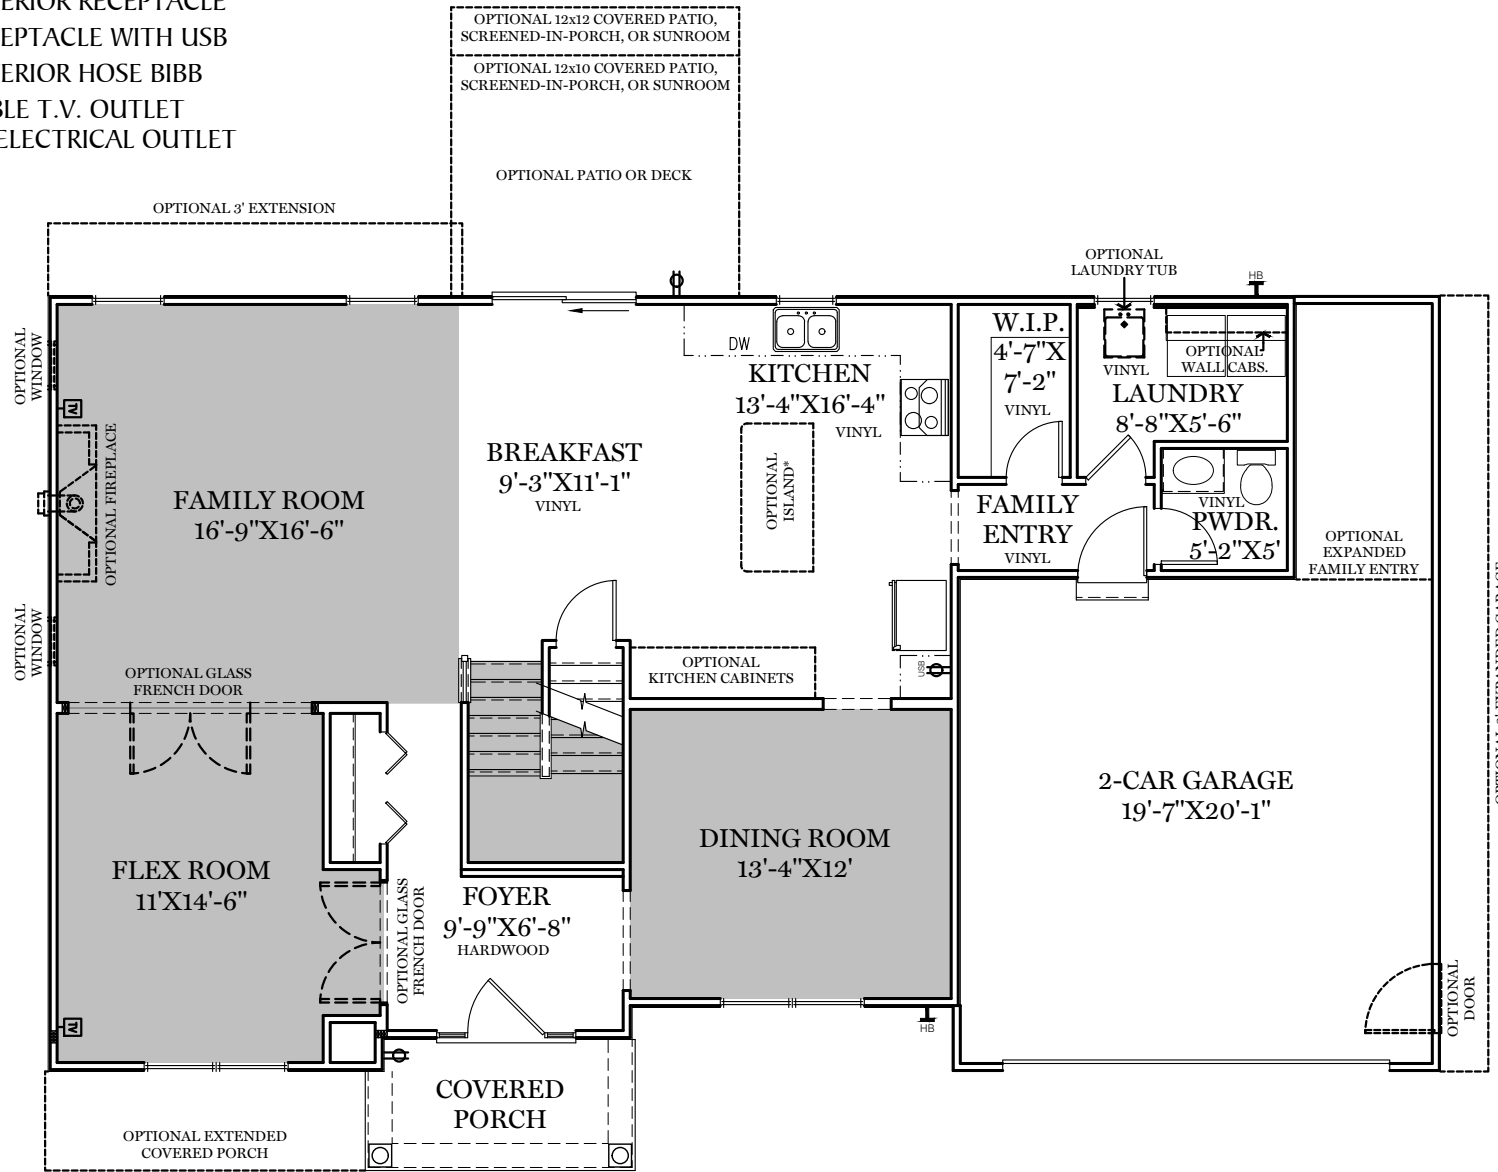 ERIOR RECEPTACLE
EPTACLE WITH USB
ERIOR HOSE BIBB
BLE T.V. OUTLET
ELECTRICAL OUTLET
OPTIONAL 12x12 COVERED PATIO,
SCREENED-IN-PORCH, OR SUNROOM
OPTIONAL 12x10 COVERED PATIO,
SCREENED-IN-PORCH, OR SUNROOM
OPTIONAL PATIO OR DECK
OPTIONAL 3' EXTENSION
OPTIONAL
LAUNDRY TUB
HB
OPTIONAL
WINDOW
TV
OPTIONAL FIREPLACE
FAMILY ROOM
16'-9"X16'-6"
OPTIONAL
WINDOW
BREAKFAST
9'-3"X11'-1"
VINYL
DW
KITCHEN
13'-4"X16'-4"
VINYL
OPTIONAL
ISLAND*
W.I.P.
4'-7"X
7'-2"
VINYL
VINYL
OPTIONAL
WALL CABS.
LAUNDRY
8'-8"X5'-6"
FAMILY
ENTRY
VINYL
VINYL
PWDR.
5'-2"X5'
OPTIONAL
EXPANDED
FAMILY ENTRY
OPTIONAL GLASS
FRENCH DOOR
OPTIONAL
KITCHEN CABINETS
USB
2-CAR GARAGE
19'-7"X20'-1"
DINING ROOM
13'-4"X12'
FLEX ROOM
11'X14'-6"
OPTIONAL GLASS
FRENCH DOOR
FOYER
9'-9"X6'-8"
HARDWOOD
TV
HB
OPTIONAL
DOOR
COVERED
PORCH
OPTIONAL EXTENDED
COVERED PORCH